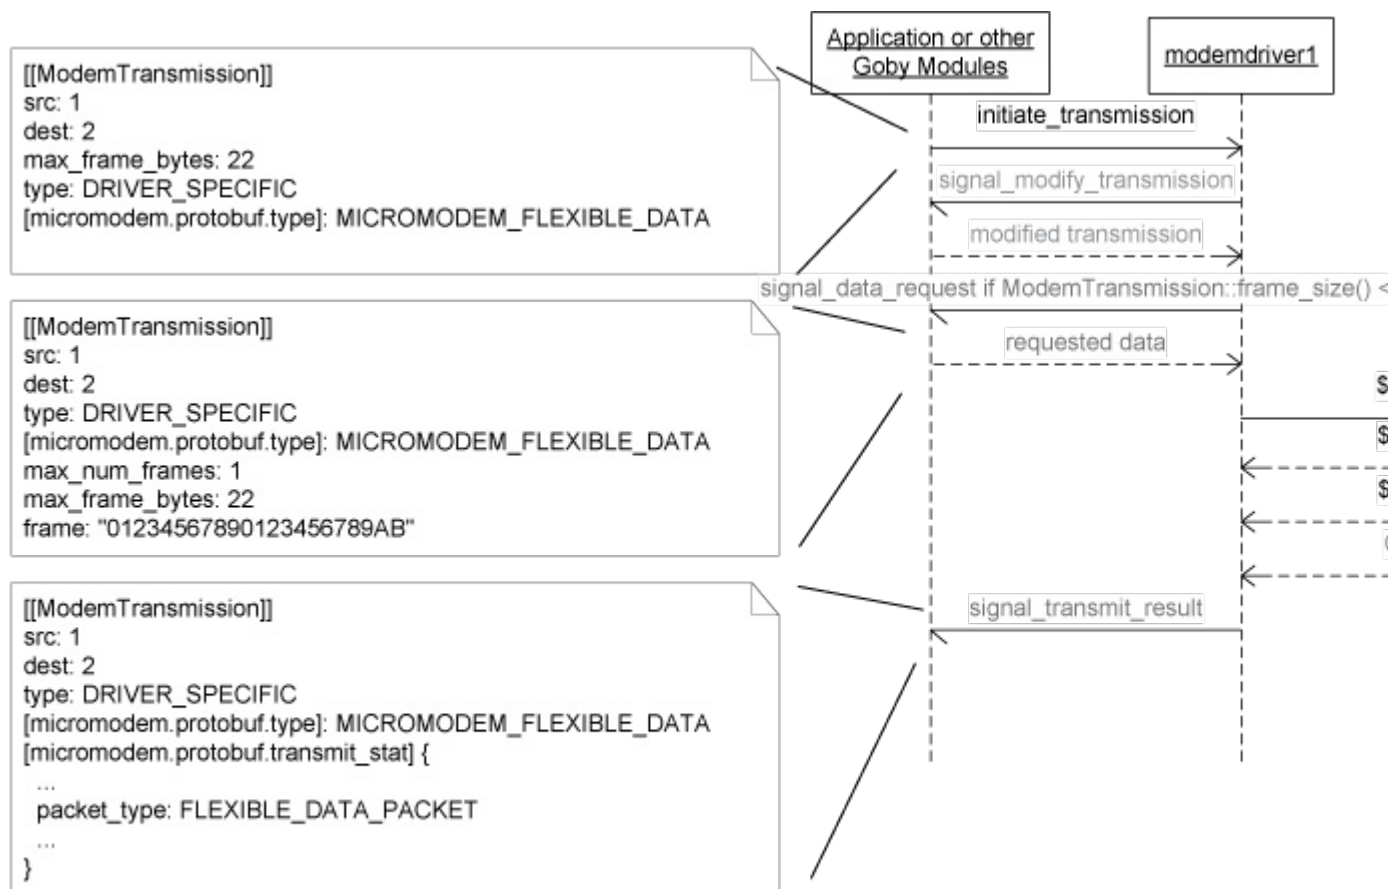 [[ModemTransmission]]
src: 1
dest: 2
max_frame_bytes: 22
type: DRIVER_SPECIFIC
[micromodem.protobuf.type]: MICROMODEM_FLEXIBLE_DATA
[[ModemTransmission]]
src: 1
dest: 2
type: DRIVER_SPECIFIC
[micromodem.protobuf.type]: MICROMODEM_FLEXIBLE_DATA
max_num_frames: 1
max_frame_bytes: 22
frame: "01234567890123456789AB"
[[ModemTransmission]]
src: 1
dest: 2
type: DRIVER_SPECIFIC
[micromodem.protobuf.type]: MICROMODEM_FLEXIBLE_DATA
[micromodem.protobuf.transmit_stat] {
...
packet_type: FLEXIBLE_DATA_PACKET
...
}
Application or other
Goby Modules
modemdriver1
initiate_transmission
signal_modify_transmission
modified transmission
signal_data_request if ModemTransmission::frame_size() <
requested data
$
$
$
signal_transmit_result